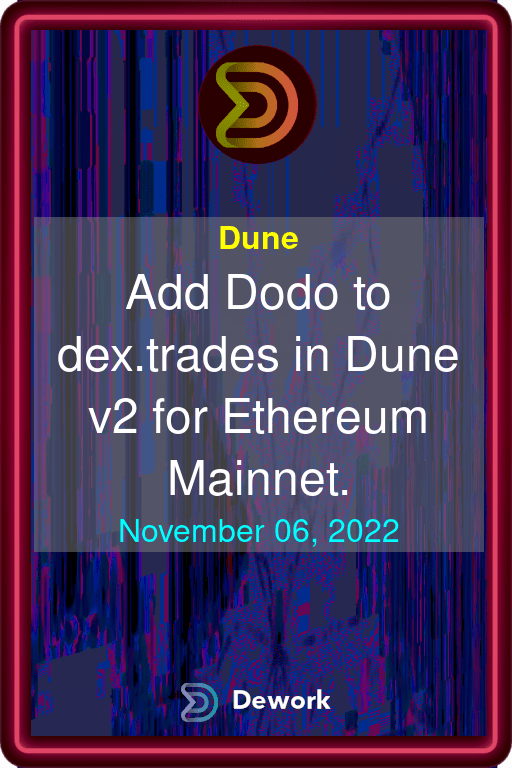 Dune
Add Dodo to
dex.trades in Dune
v2 for Ethereum
Mainnet.
November 06, 2022
Dework